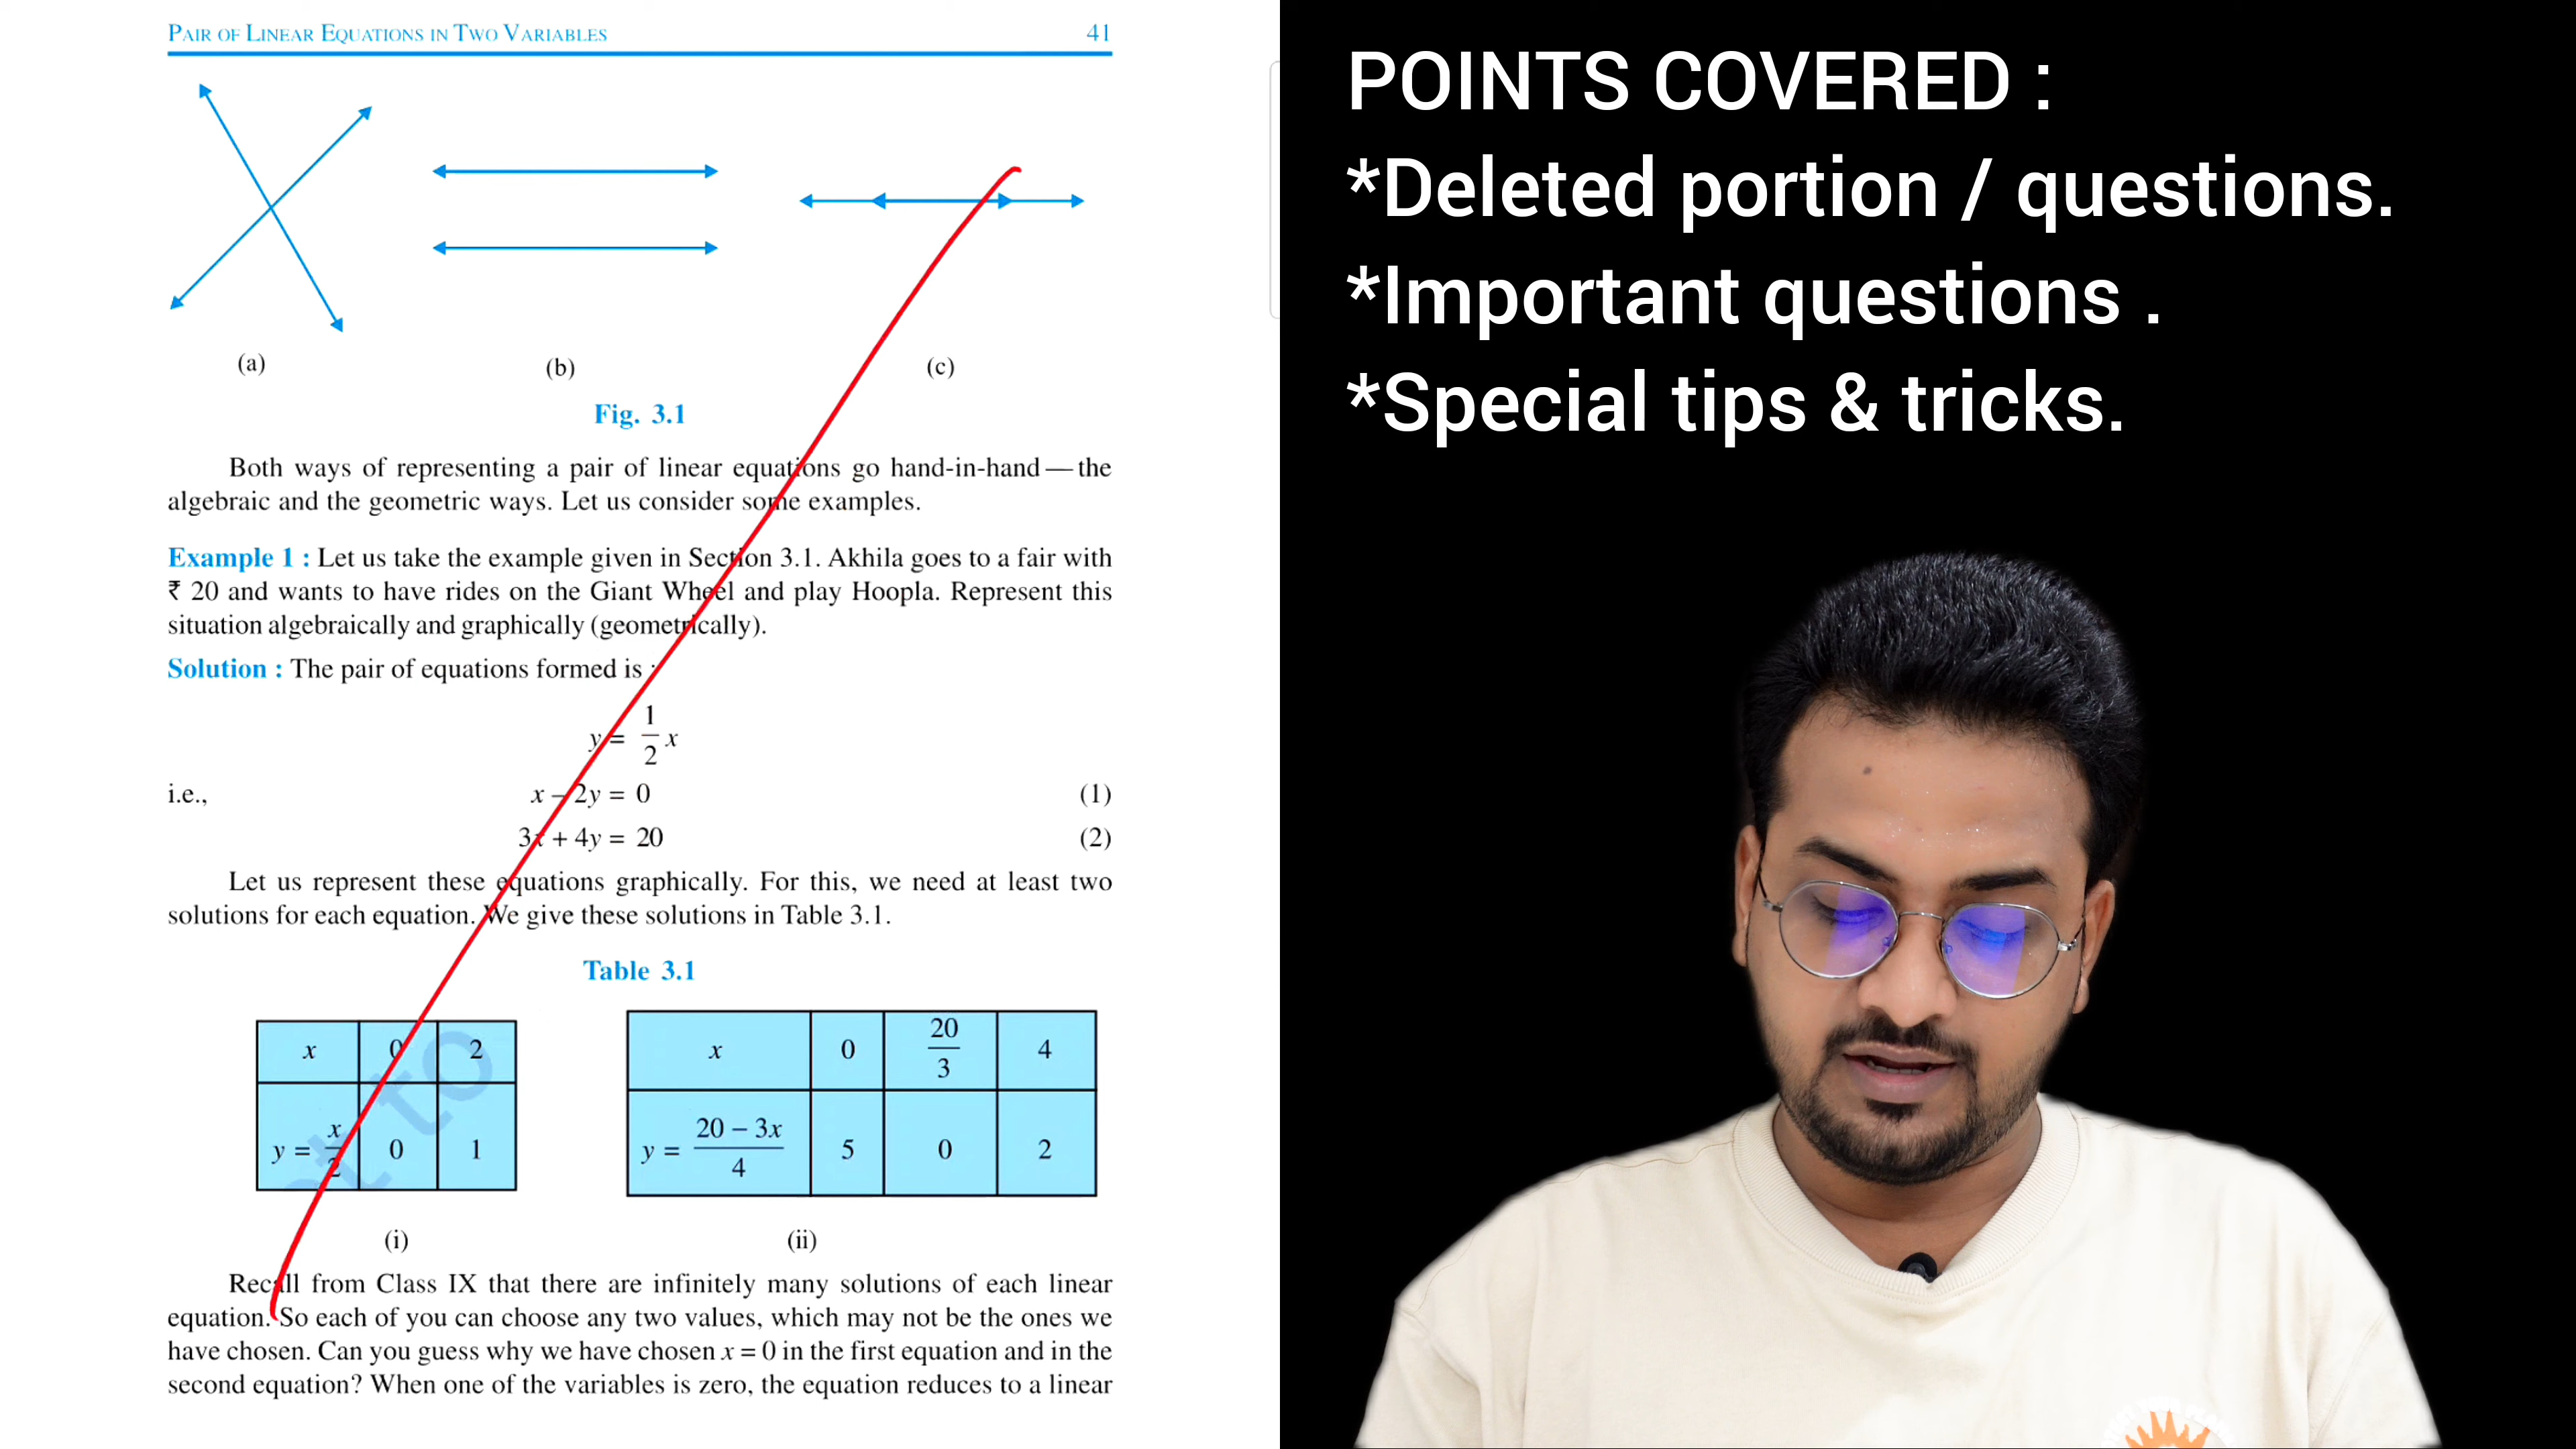 PAIR OF LINEAR EQUATIONS IN TWO VARIABLES 41
(a) (b) (c)
Fig. 3.1
Both ways of representing a pair of linear equations go hand-in-hand — the
algebraic and the geometric ways. Let us consider some examples.
Example 1 : Let us take the example given in Section 3.1. Akhila goes to a fair with
₹ 20 and wants to have rides on the Giant Wheel and play Hoopla. Represent this
situation algebraically and graphically (geometrically).
Solution : The pair of equations formed is :
y = 1/2 x
i.e., x – 2y = 0 (1)
3x + 4y = 20 (2)
Let us represent these equations graphically. For this, we need at least two
solutions for each equation. We give these solutions in Table 3.1.
Table 3.1
x 0 2
y = x/2 0 1
x 0 20/3 4
y = (20 – 3x)/4 5 0 2
(i) (ii)
Recall from Class IX that there are infinitely many solutions of each linear
equation. So each of you can choose any two values, which may not be the ones we
have chosen. Can you guess why we have chosen x = 0 in the first equation and in the
second equation? When one of the variables is zero, the equation reduces to a linear
POINTS COVERED :
*Deleted portion / questions.
*Important questions .
*Special tips & tricks.